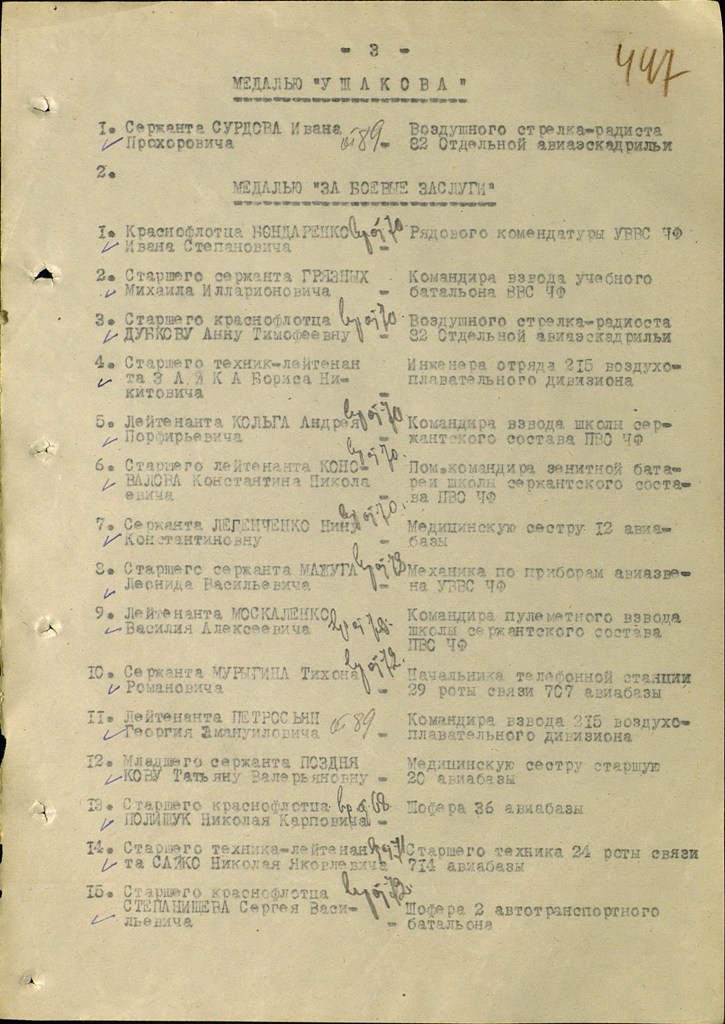 - 3 -
447
МЕДАЛЬЮ "У Ш А К О В А"
1. Сержанта СУРДОВА Ивана Прохоровича - Воздушного стрелка-радиста
82 Отдельной авиаэскадрильи
2.
МЕДАЛЬЮ "ЗА БОЕВЫЕ ЗАСЛУГИ"
1. Краснофлотца БОНДАРЕНКО
Ивана Степановича -
Рядового комендатуры УВВС ЧФ
2. Старшего сержанта ГРЯЗНЫХ
Михаила Илларионовича -
Командира взвода учебного
батальона ВВС ЧФ
3. Старшего краснофлотца
ДУБКОВУ Анну Тимофеевну -
Воздушного стрелка-радиста
82 Отдельной авиаэскадрильи
4. Старшего техник-лейтенан
та З А Й К А Бориса Ни-
китовича -
Инженера отряда 215 воздухо-
плавательного дивизиона
5. Лейтенанта КОЛЬГА Андрея
Порфирьевича -
Командира взвода школы сер-
жантского состава ПВО ЧФ
6. Старшего лейтенанта КОНО-
ВАЛОВА Константина Никола
евича -
Пом.командира зенитной бата-
реи школы сержантского соста-
ва ПВО ЧФ
7. Сержанта ЛЕГЕНЧЕНКО Нину
Константиновну -
Медицинскую сестру 12 авиа-
базы
8. Старшего сержанта МАЖУГА
Леонида Васильевича -
Механика по приборам авиазве-
на УВВС ЧФ
9. Лейтенанта МОСКАЛЕНКО
Василия Алексеевича -
Командира пулеметного взвода
школы сержантского состава
ПВО ЧФ
10. Сержанта МУРЫГИНА Тихона
Романовича -
Начальника телефонной станции
29 роты связи 707 авиабазы
11. Лейтенанта ПЕТРОСЬЯН
Георгия Эмануиловича -
Командира взвода 215 воздухо-
плавательного дивизиона
12. Младшего сержанта ПОЗДНЯ
КОВУ Татьяну Валерьяновну -
Медицинскую сестру старшую
20 авиабазы
13. Старшего краснофлотца
ПОЛИЩУК Николая Карповича -
Шофера 36 авиабазы
14. Старшего техника-лейтенан
та САЙКО Николая Яковлевича
Старшего техника 24 роты связи
714 авиабазы
15. Старшего краснофлотца
СТЕПАНИЩЕВА Сергея Васи-
льевича -
Шофера 2 автотранспортного
батальона